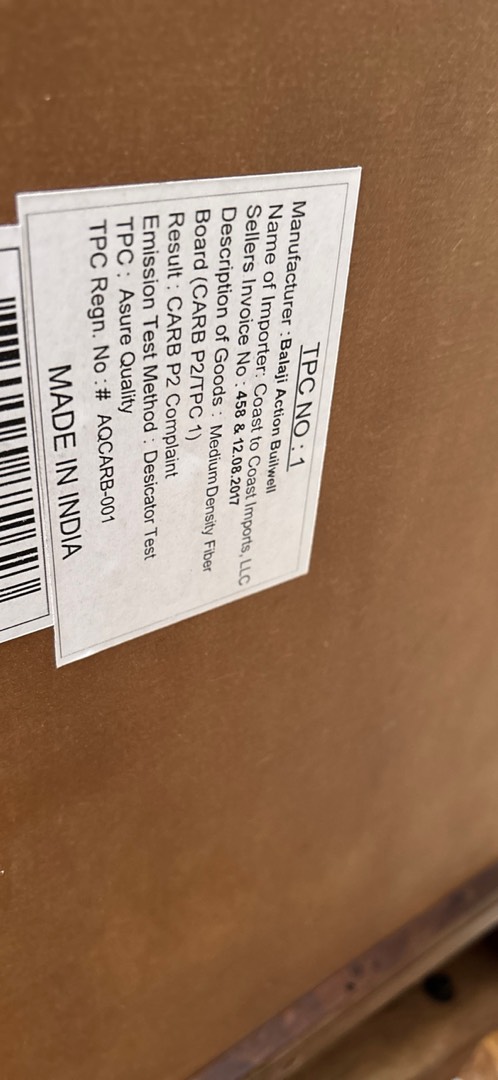 TPC NO : 1
Manufacturer : Balaji Action Builwell
Name of Importer: Coast to Coast Imports, LLC
Sellers Invoice No : 458 & 12.08.2017
Description of Goods : Medium Density Fiber
Board (CARB P2/TPC 1)
Result : CARB P2 Complaint
Emission Test Method : Desicator Test
TPC : Asure Quality
TPC Regn. No : # AQCARB-001
MADE IN INDIA